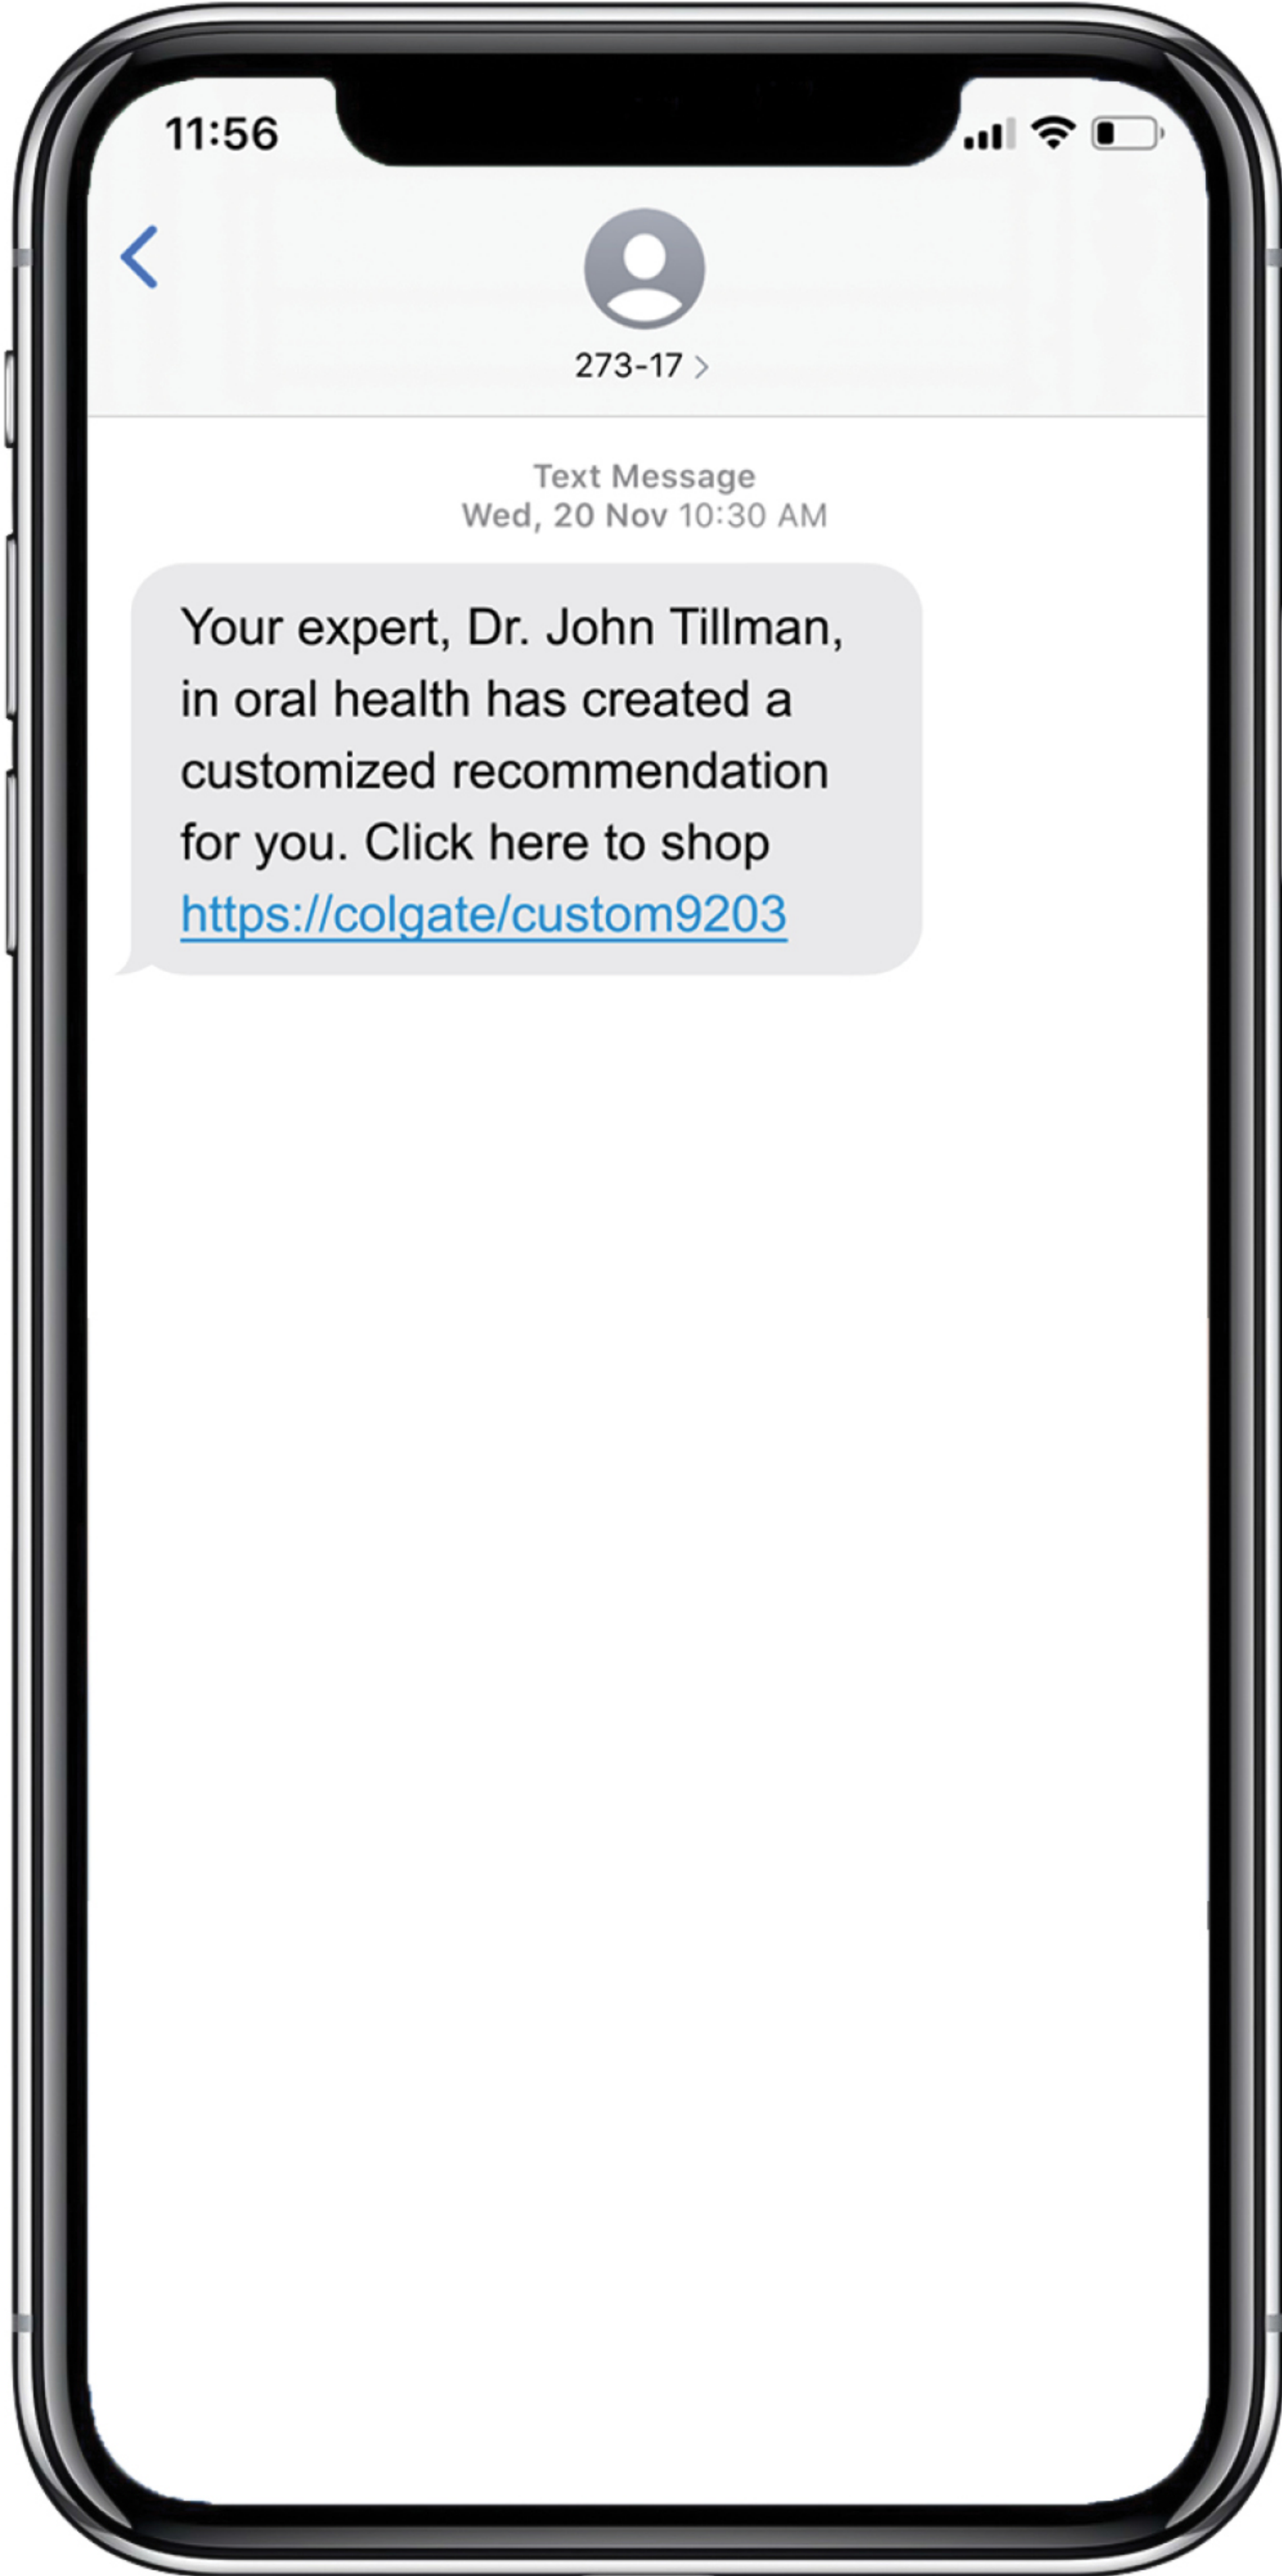 11:56
273-17
Text Message
Wed, 20 Nov 10:30 AM
Your expert, Dr. John Tillman,
in oral health has created a
customized recommendation
for you. Click here to shop
https://colgate/custom9203